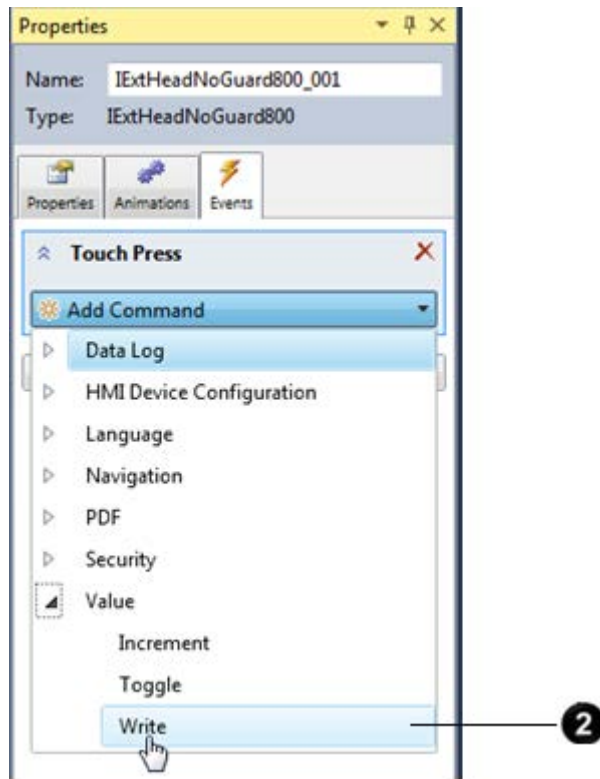 Properties
Name: IExtHeadNoGuard800_001
Type: IExtHeadNoGuard800
Properties Animations Events
Touch Press
Add Command
Data Log
HMI Device Configuration
Language
Navigation
PDF
Security
Value
Increment
Toggle
Write
2